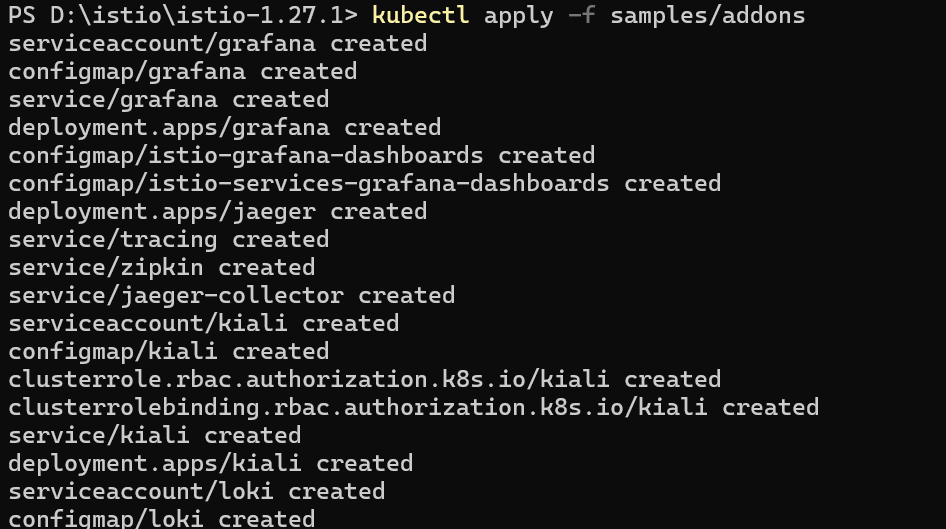 PS D:\istio\istio-1.27.1> kubectl apply -f samples/addons
serviceaccount/grafana created
configmap/grafana created
service/grafana created
deployment.apps/grafana created
configmap/istio-grafana-dashboards created
configmap/istio-services-grafana-dashboards created
deployment.apps/jaeger created
service/tracing created
service/zipkin created
service/jaeger-collector created
serviceaccount/kiali created
configmap/kiali created
clusterrole.rbac.authorization.k8s.io/kiali created
clusterrolebinding.rbac.authorization.k8s.io/kiali created
service/kiali created
deployment.apps/kiali created
serviceaccount/loki created
configmap/loki created